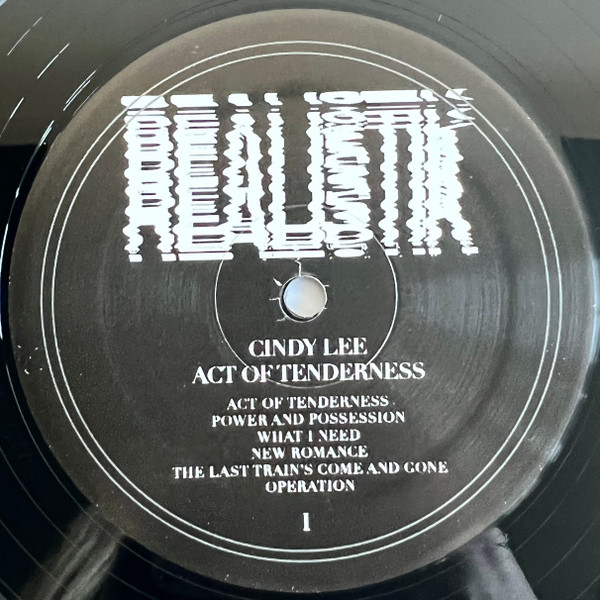 REALISTIK
CINDY LEE
ACT OF TENDERNESS
ACT OF TENDERNESS
POWER AND POSSESSION
WHAT I NEED
NEW ROMANCE
THE LAST TRAIN'S COME AND GONE
OPERATION
1